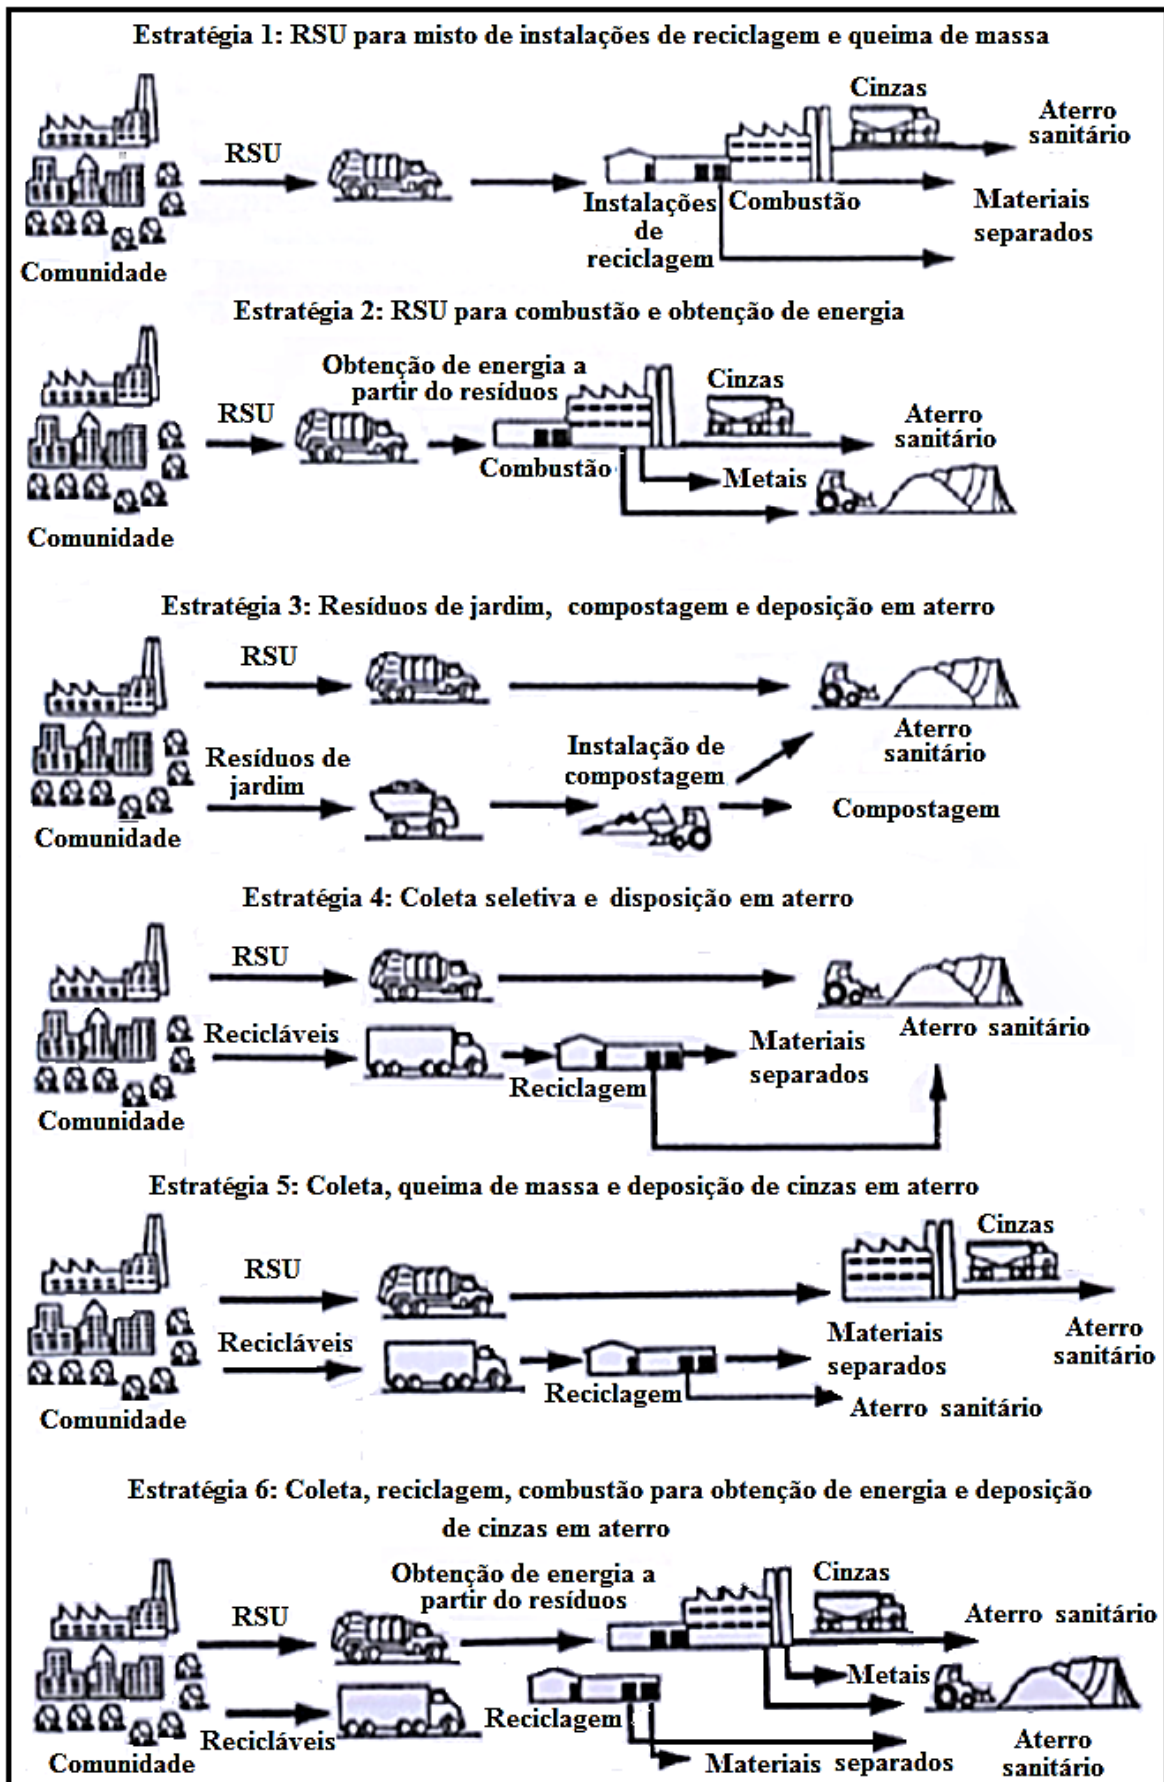 Estratégia 1: RSU para misto de instalações de reciclagem e queima de massa
Cinzas
Aterro
sanitário
RSU
Instalações
de
reciclagem
Combustão
Materiais
separados
Comunidade
Estratégia 2: RSU para combustão e obtenção de energia
Obtenção de energia a
partir do resíduos
Cinzas
RSU
Aterro
sanitário
Combustão
Metais
Comunidade
Estratégia 3: Resíduos de jardim, compostagem e deposição em aterro
RSU
Aterro
sanitário
Resíduos de
jardim
Instalação de
compostagem
Compostagem
Comunidade
Estratégia 4: Coleta seletiva e disposição em aterro
RSU
Aterro sanitário
Recicláveis
Reciclagem
Materiais
separados
Comunidade
Estratégia 5: Coleta, queima de massa e deposição de cinzas em aterro
Cinzas
RSU
Recicláveis
Materiais
separados
Aterro
sanitário
Reciclagem
Aterro sanitário
Comunidade
Estratégia 6: Coleta, reciclagem, combustão para obtenção de energia e deposição
de cinzas em aterro
Obtenção de energia a
partir do resíduos
Cinzas
RSU
Aterro sanitário
Metais
Reciclagem
Recicláveis
Materiais separados
Aterro
sanitário
Comunidade